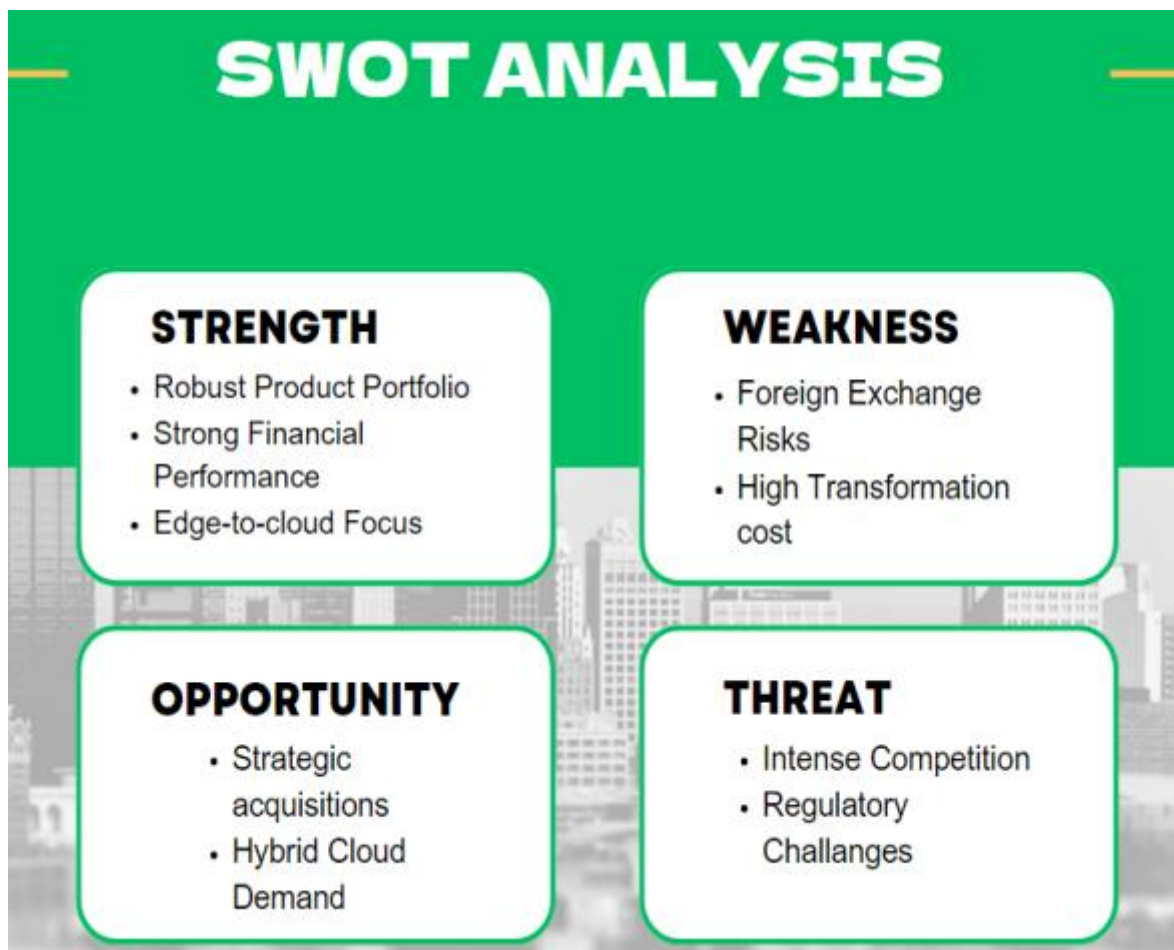 SWOT ANALYSIS
STRENGTH
• Robust Product Portfolio
• Strong Financial
Performance
• Edge-to-cloud Focus
WEAKNESS
• Foreign Exchange
Risks
• High Transformation
cost
OPPORTUNITY
• Strategic
acquisitions
• Hybrid Cloud
Demand
THREAT
• Intense Competition
• Regulatory
Challanges